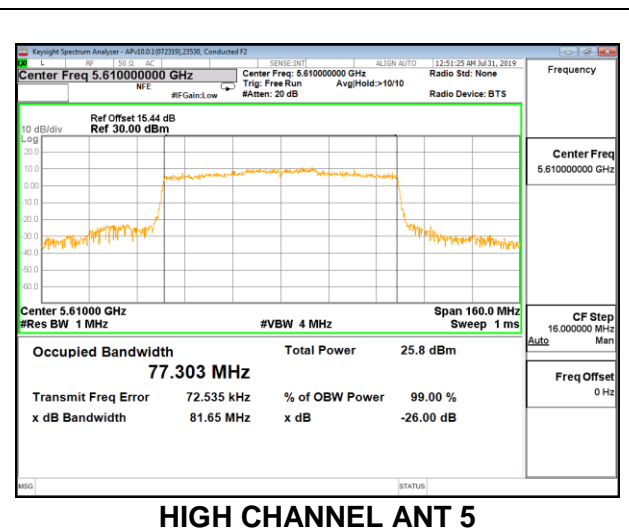 Keysight Spectrum Analyzer - APv10.0.1(072319),23530, Conducted F2
L RF 50 Ω AC SENSE:INT ALIGN AUTO 12:51:25 AM Jul 31, 2019
Center Freq 5.610000000 GHz Center Freq: 5.610000000 GHz Radio Std: None Frequency
NFE Trig: Free Run Avg|Hold:>10/10
#IFGain:Low #Atten: 20 dB Radio Device: BTS
Ref Offset 15.44 dB
10 dB/div Ref 30.00 dBm
Log
20.0
10.0
0.00
-10.0
-20.0
-30.0
-40.0
-50.0
-60.0
Center Freq
5.610000000 GHz
Center 5.61000 GHz Span 160.0 MHz
#Res BW 1 MHz #VBW 4 MHz Sweep 1 ms
CF Step
16.000000 MHz
Auto Man
Occupied Bandwidth Total Power 25.8 dBm
77.303 MHz
Freq Offset
0 Hz
Transmit Freq Error 72.535 kHz % of OBW Power 99.00 %
x dB Bandwidth 81.65 MHz x dB -26.00 dB
MSG STATUS
HIGH CHANNEL ANT 5